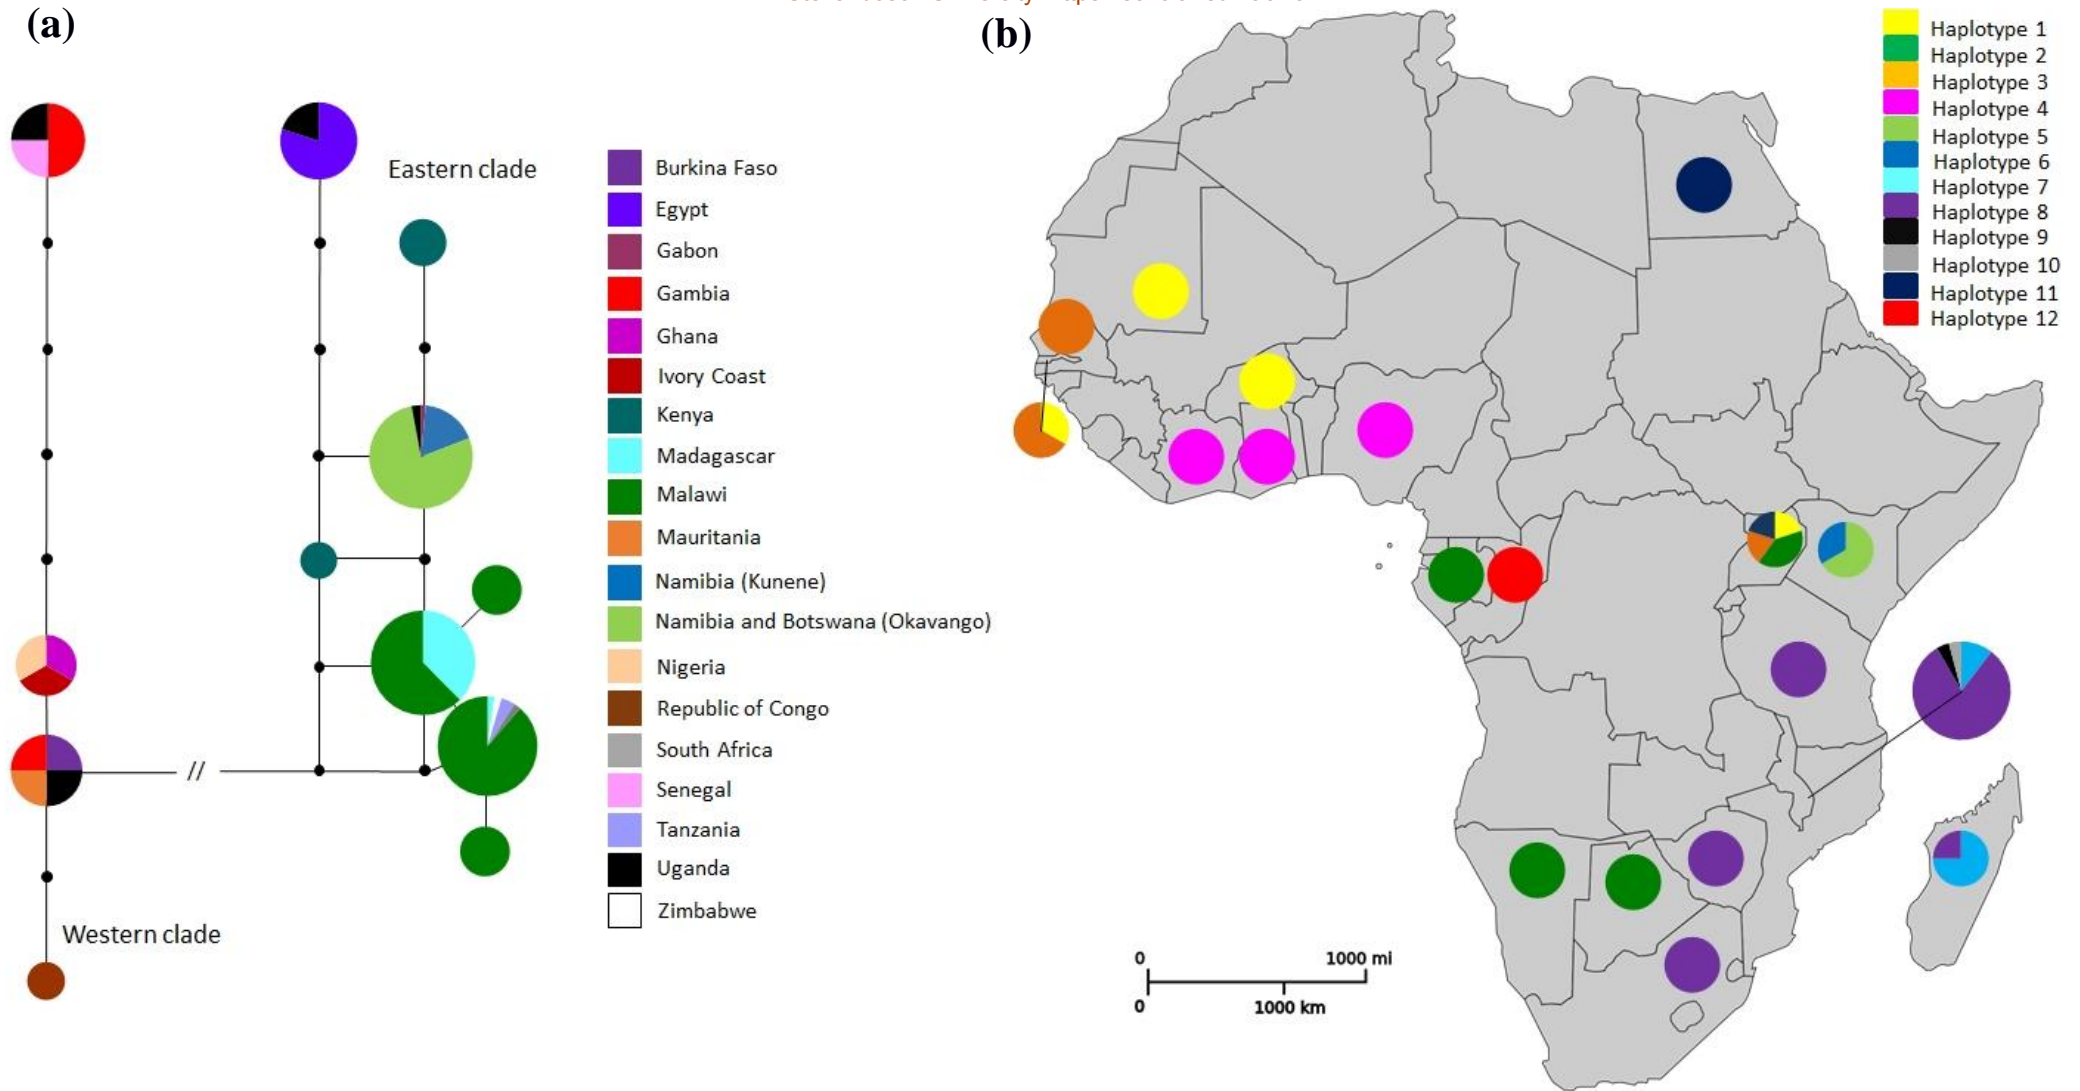 (a)
Eastern clade
//
Western clade
Burkina Faso
Egypt
Gabon
Gambia
Ghana
Ivory Coast
Kenya
Madagascar
Malawi
Mauritania
Namibia (Kunene)
Namibia and Botswana (Okavango)
Nigeria
Republic of Congo
South Africa
Senegal
Tanzania
Uganda
Zimbabwe
(b)
Haplotype 1
Haplotype 2
Haplotype 3
Haplotype 4
Haplotype 5
Haplotype 6
Haplotype 7
Haplotype 8
Haplotype 9
Haplotype 10
Haplotype 11
Haplotype 12
0 1000 mi
0 1000 km